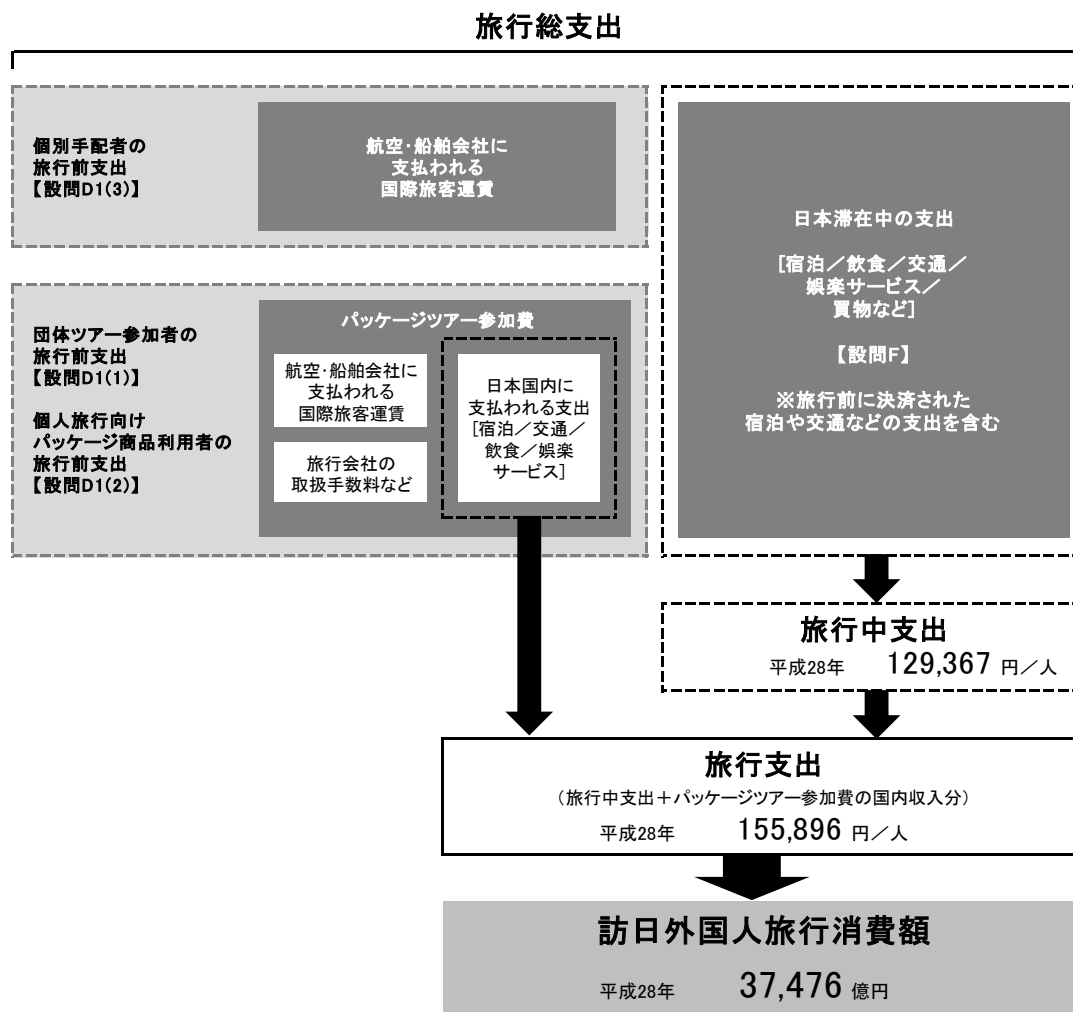 旅行総支出
個別手配者の
旅行前支出
【設問D1(3)】
航空・船舶会社に
支払われる
国際旅客運賃
団体ツアー参加者の
旅行前支出
【設問D1(1)】
個人旅行向け
パッケージ商品利用者の
旅行前支出
【設問D1(2)】
パッケージツアー参加費
航空・船舶会社に
支払われる
国際旅客運賃
旅行会社の
取扱手数料など
日本国内に
支払われる支出
[宿泊／交通／
飲食／娯楽
サービス]
日本滞在中の支出
[宿泊／飲食／交通／
娯楽サービス／
買物など]
【設問F】
※旅行前に決済された
宿泊や交通などの支出を含む
旅行中支出
平成28年 129,367 円／人
旅行支出
（旅行中支出＋パッケージツアー参加費の国内収入分）
平成28年 155,896 円／人
訪日外国人旅行消費額
平成28年 37,476 億円